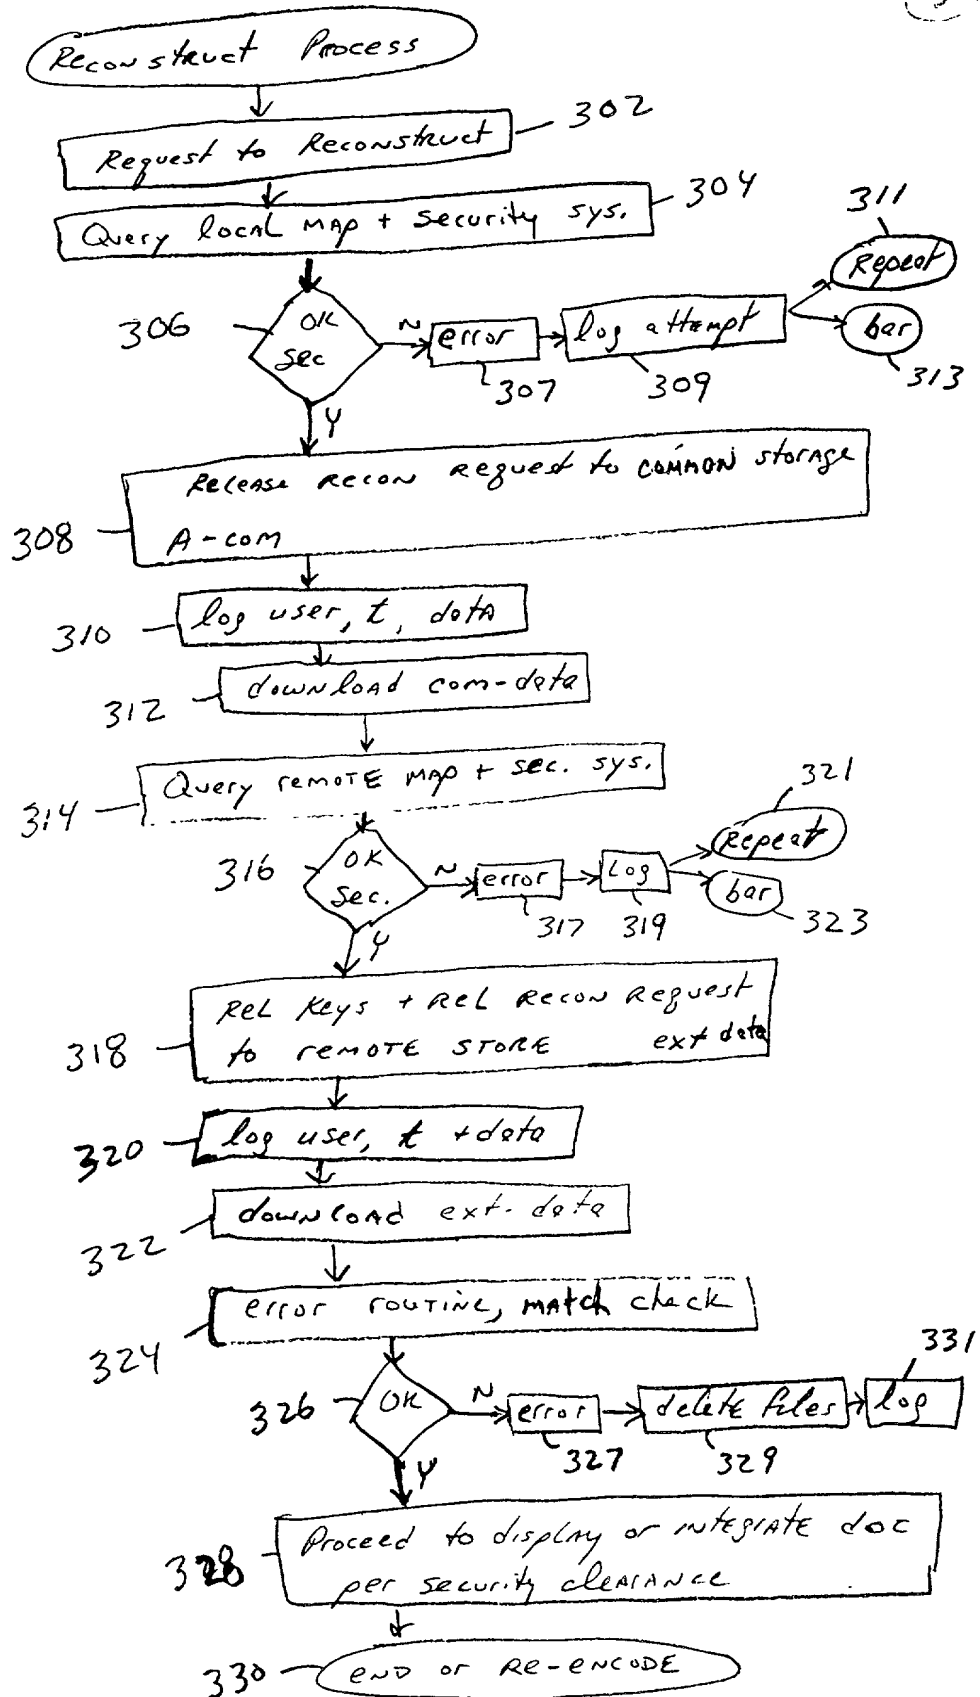 Reconstruct Process
302
Request to Reconstruct
304
Query local map + security sys.
311
Repeat
306
OK
sec
N
error
log attempt
bar
307
309
313
Y
Release recon request to common storage
308
A-com
310
log user, t, data
312
download com-data
314
Query remote map + sec. sys.
321
Repeat
316
OK
sec.
N
error
Log
bar
317
319
323
Y
Rel keys + Rel Recon Request
318
to remote store ext data
320
log user, t + data
322
download ext-data
324
error routine, match check
331
326
OK
N
error
delete files
log
327
329
Y
328
Proceed to display or integrate doc
per security clearance
330
end or re-encode